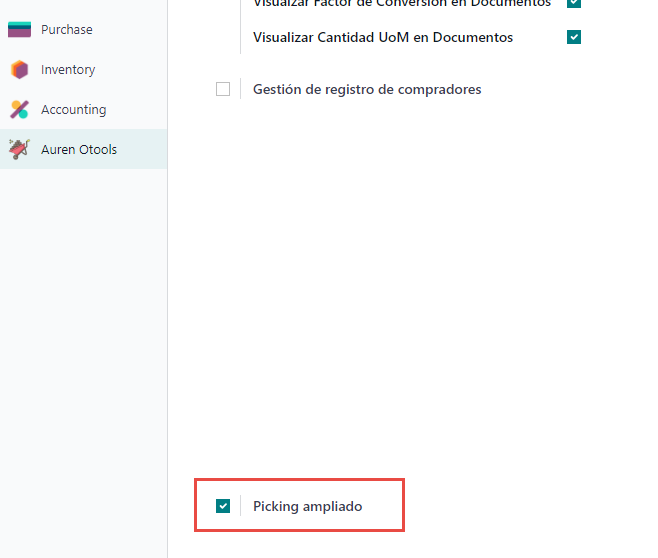 Visualizar Factor de Conversión en Documentos
Purchase
Visualizar Cantidad UoM en Documentos
Inventory
Gestión de registro de compradores
Accounting
Auren Otools
Picking ampliado